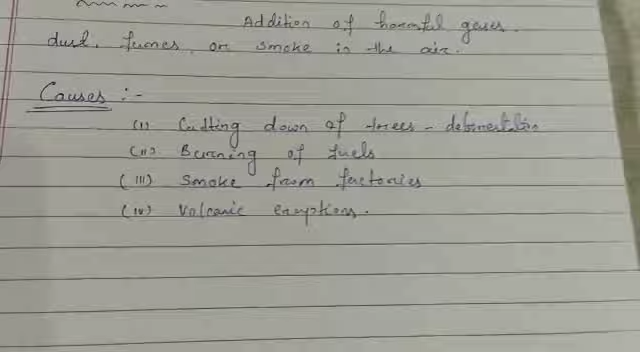 Addition of harmful gases,
dust, fumes, or smoke in the air.
Causes :-
(i) Cutting down of trees - deforestation
(ii) Burning of fuels
(iii) Smoke from factories
(iv) Volcanic eruptions.